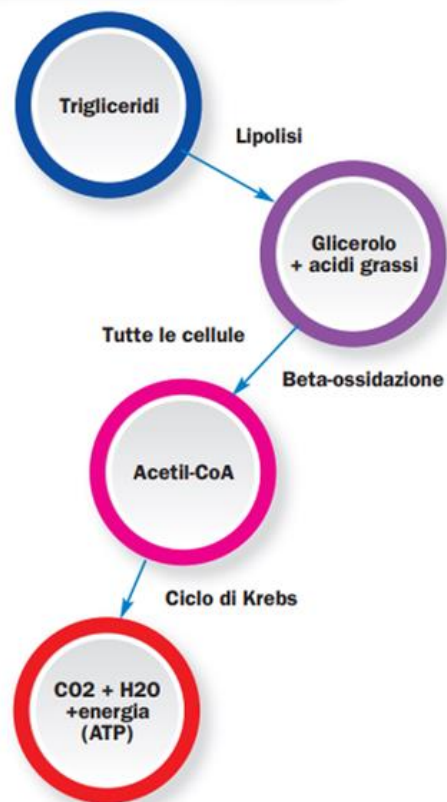 Trigliceridi
Lipolisi
Glicerolo
+ acidi grassi
Tutte le cellule
Beta-ossidazione
Acetil-CoA
Ciclo di Krebs
CO2 + H2O
+energia
(ATP)